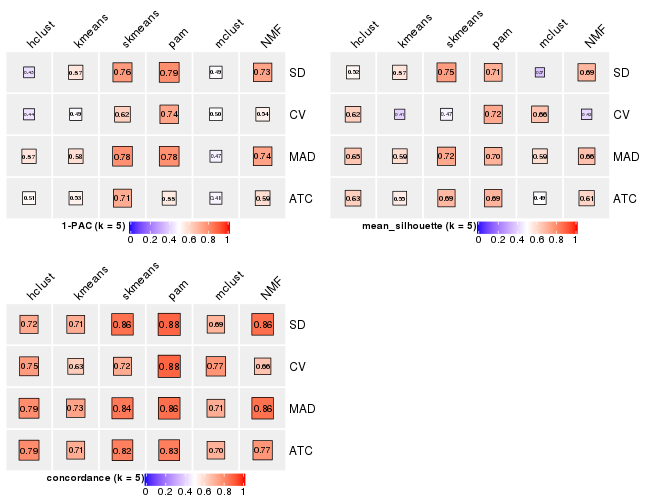 hclust kmeans skmeans pam mclust NMF
0.57 0.76 0.79 0.49 0.73 SD
0.44 0.49 0.62 0.74 0.50 0.54 CV
0.57 0.58 0.78 0.78 0.47 0.74 MAD
0.51 0.53 0.71 0.55 0.59 ATC
1-PAC (k = 5)
0 0.2 0.4 0.6 0.8 1
hclust kmeans skmeans pam mclust NMF
0.52 0.57 0.75 0.71 0.69 SD
0.62 0.47 0.72 0.66 CV
0.65 0.59 0.72 0.70 0.59 0.66 MAD
0.63 0.55 0.69 0.69 0.49 0.61 ATC
mean_silhouette (k = 5)
0 0.2 0.4 0.6 0.8 1
hclust kmeans skmeans pam mclust NMF
0.72 0.71 0.86 0.88 0.69 0.86 SD
0.75 0.63 0.72 0.88 0.77 0.66 CV
0.79 0.73 0.84 0.86 0.71 0.86 MAD
0.79 0.71 0.82 0.83 0.70 0.77 ATC
concordance (k = 5)
0 0.2 0.4 0.6 0.8 1